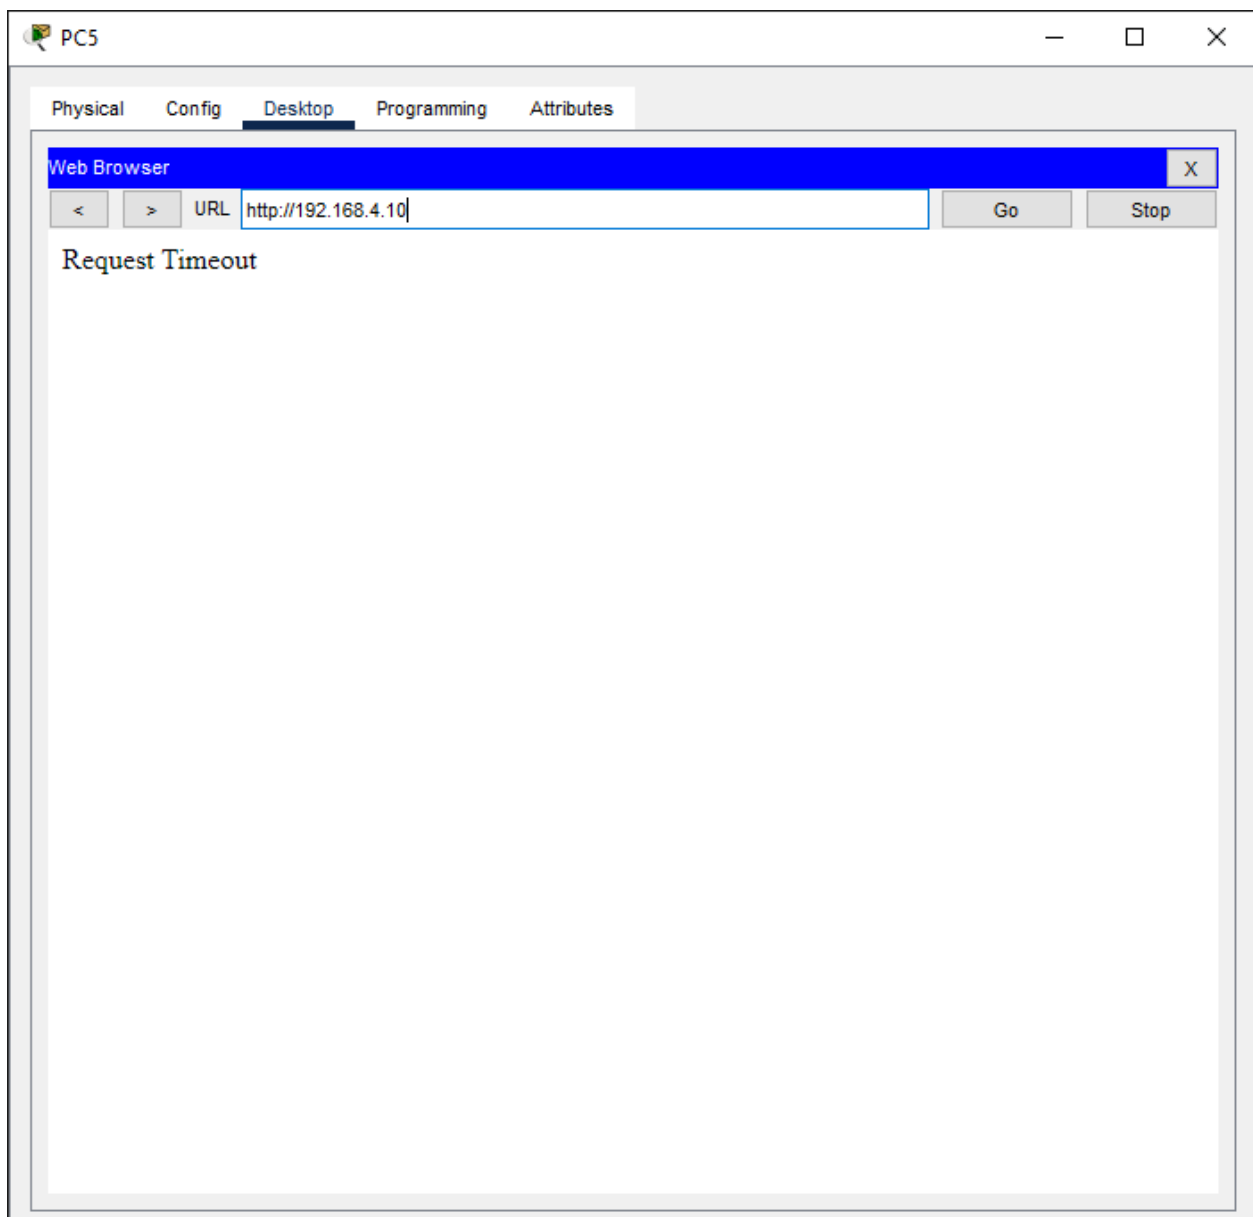 PC5
Physical Config Desktop Programming Attributes
Web Browser X
< > URL http://192.168.4.10 Go Stop
Request Timeout